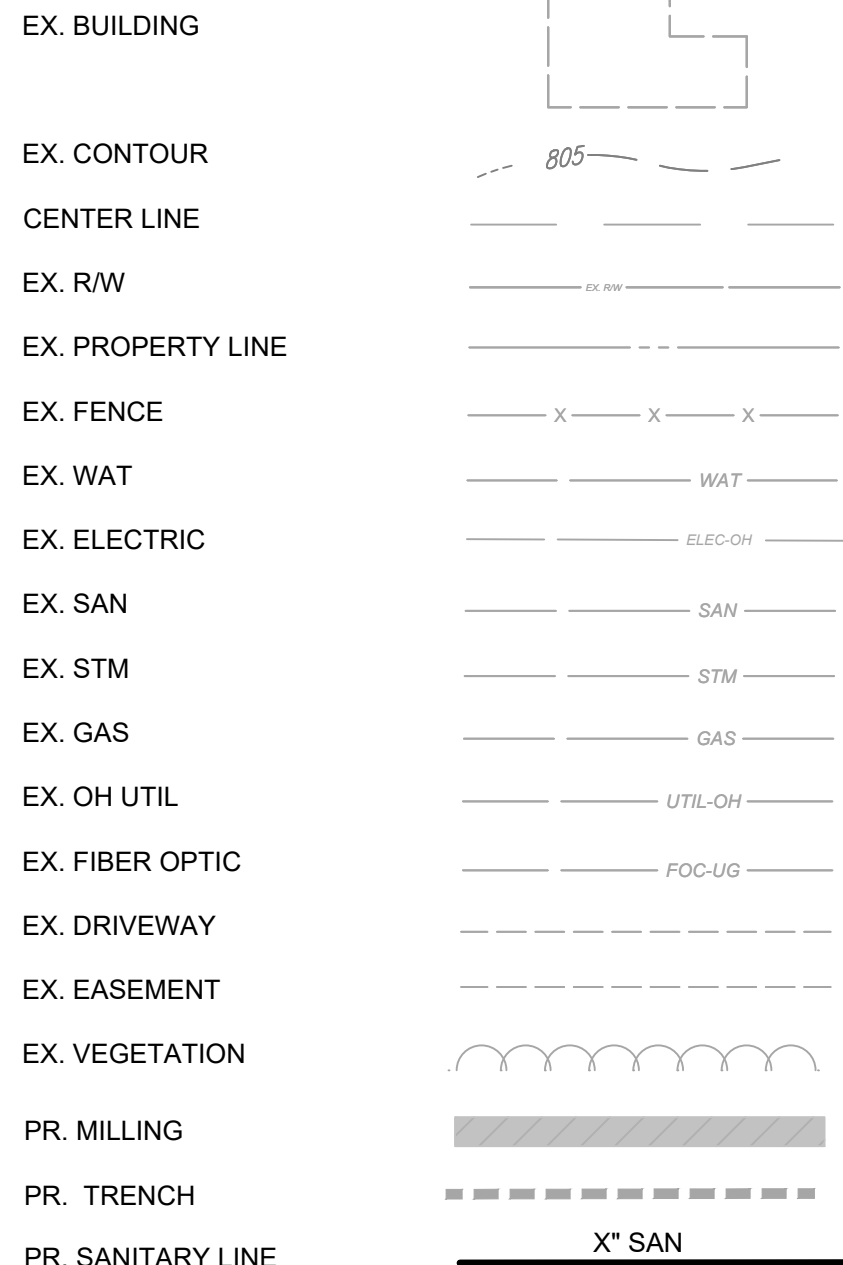 EX. BUILDING
EX. CONTOUR 805
CENTER LINE
EX. R/W EX. R/W
EX. PROPERTY LINE
EX. FENCE X X X
EX. WAT WAT
EX. ELECTRIC ELEC-OH
EX. SAN SAN
EX. STM STM
EX. GAS GAS
EX. OH UTIL UTIL-OH
EX. FIBER OPTIC FOC-UG
EX. DRIVEWAY
EX. EASEMENT
EX. VEGETATION
PR. MILLING
PR. TRENCH
X" SAN
PR. SANITARY LINE